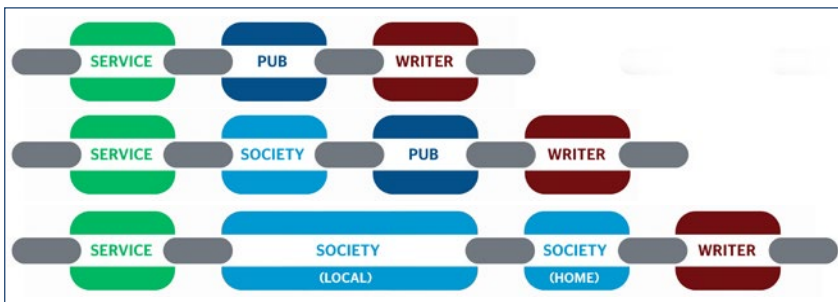 SERVICE PUB WRITER
SERVICE SOCIETY PUB WRITER
SERVICE SOCIETY SOCIETY WRITER
(LOCAL) (HOME)